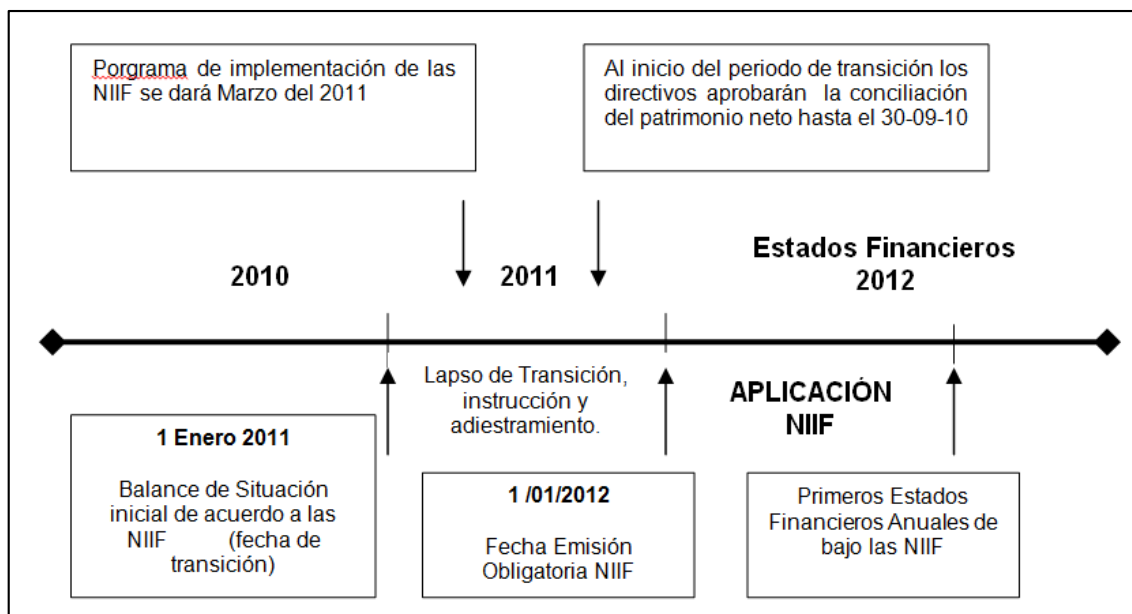 Porgrama de implementación de las
NIIF se dará Marzo del 2011
Al inicio del periodo de transición los
directivos aprobarán la conciliación
del patrimonio neto hasta el 30-09-10
2010
2011
Estados Financieros
2012
Lapso de Transición,
instrucción y
adiestramiento.
APLICACIÓN
NIIF
1 Enero 2011
Balance de Situación
inicial de acuerdo a las
NIIF (fecha de
transición)
1 /01/2012
Fecha Emisión
Obligatoria NIIF
Primeros Estados
Financieros Anuales de
bajo las NIIF